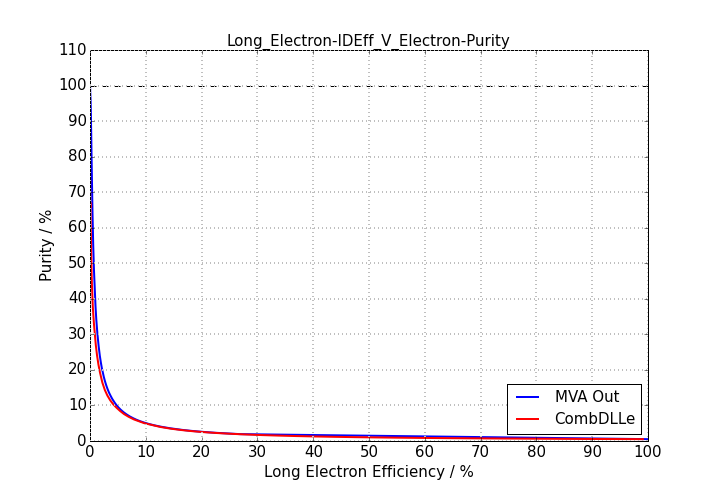 Long_Electron-IDEff_V_Electron-Purity
110
100
90
80
70
60
50
40
30
20
10
0
Purity / %
0 10 20 30 40 50 60 70 80 90 100
Long Electron Efficiency / %
MVA Out
CombDLLe